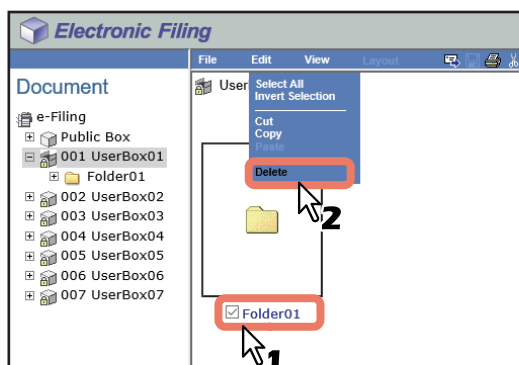 Electronic Filing
File Edit View Layout
Document
e-Filing
Public Box
001 UserBox01
Folder01
002 UserBox02
003 UserBox03
004 UserBox04
005 UserBox05
006 UserBox06
007 UserBox07
User
Select All
Invert Selection
Cut
Copy
Paste
Delete
2
Folder01
1